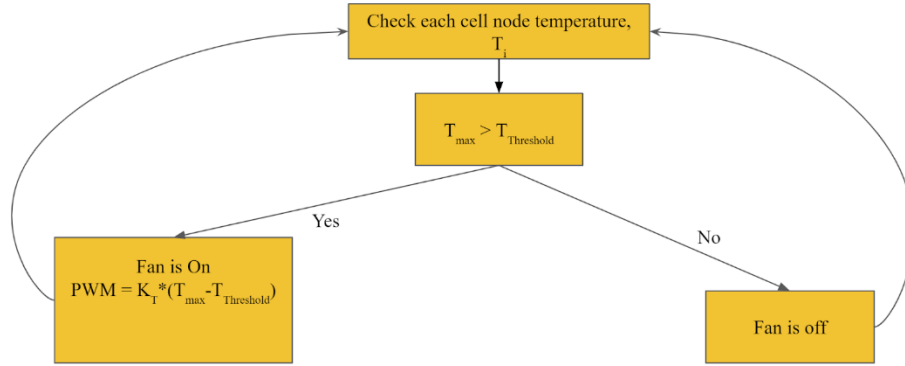 Check each cell node temperature,
T_i
T_max > T_Threshold
Yes
No
Fan is On
PWM = K_T*(T_max-T_Threshold)
Fan is off